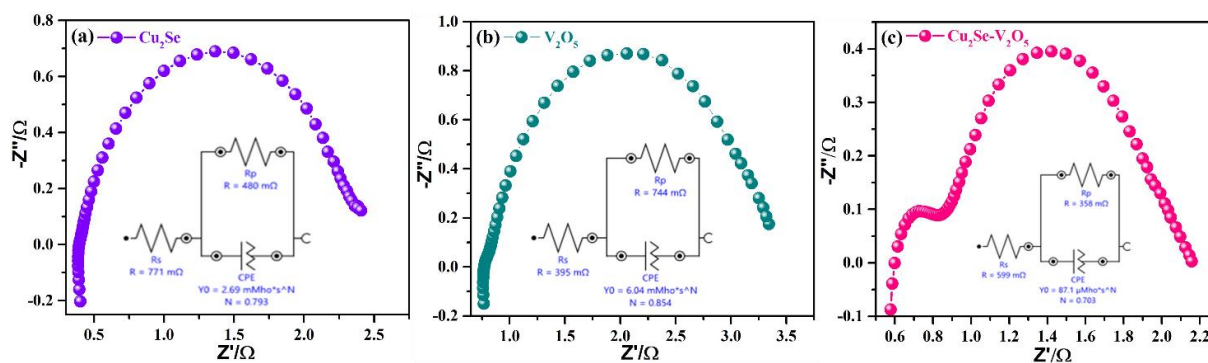 (a) Cu₂Se
-Z''/Ω
0.8
0.6
0.4
0.2
0.0
-0.2
Rp
R = 480 mΩ
Rs
R = 771 mΩ
CPE
Y0 = 2.69 mMho*s^N
N = 0.793
0.5 1.0 1.5 2.0 2.5
Z'/Ω
(b) V₂O₅
-Z''/Ω
1.0
0.8
0.6
0.4
0.2
0.0
-0.2
Rp
R = 744 mΩ
Rs
R = 395 mΩ
CPE
Y0 = 6.04 mMho*s^N
N = 0.854
0.5 1.0 1.5 2.0 2.5 3.0 3.5
Z'/Ω
(c) Cu₂Se-V₂O₅
-Z''/Ω
0.4
0.3
0.2
0.1
0.0
-0.1
Rp
R = 358 mΩ
Rs
R = 599 mΩ
CPE
Y0 = 87.1 µMho*s^N
N = 0.703
0.6 0.8 1.0 1.2 1.4 1.6 1.8 2.0 2.2
Z'/Ω